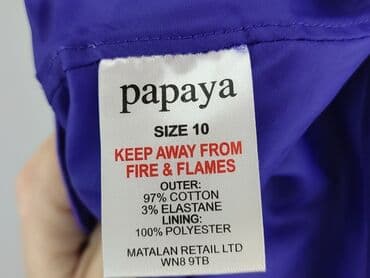 papaya
SIZE 10
KEEP AWAY FROM
FIRE & FLAMES
OUTER:
97% COTTON
3% ELASTANE
LINING:
100% POLYESTER
MATALAN RETAIL LTD
WN8 9TB